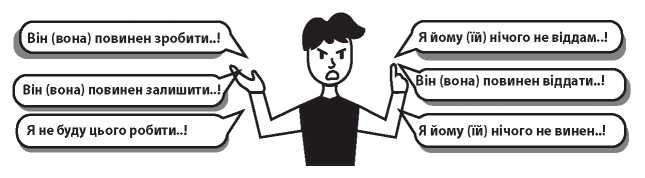 Він (вона) повинен зробити..!
Він (вона) повинен залишити..!
Я не буду цього робити..!
Я йому (їй) нічого не віддам..!
Він (вона) повинен віддати..!
Я йому (їй) нічого не винен..!